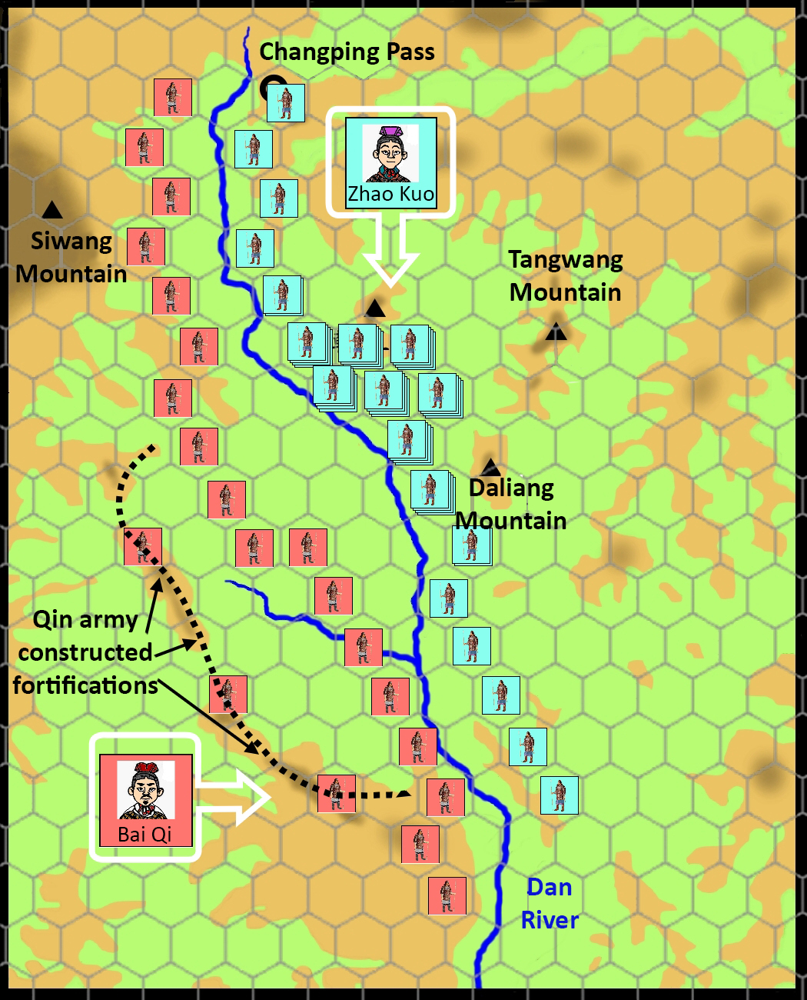 Changping Pass
Zhao Kuo
Siwang
Mountain
Tangwang
Mountain
Daliang
Mountain
Qin army
constructed
fortifications
Bai Qi
Dan
River